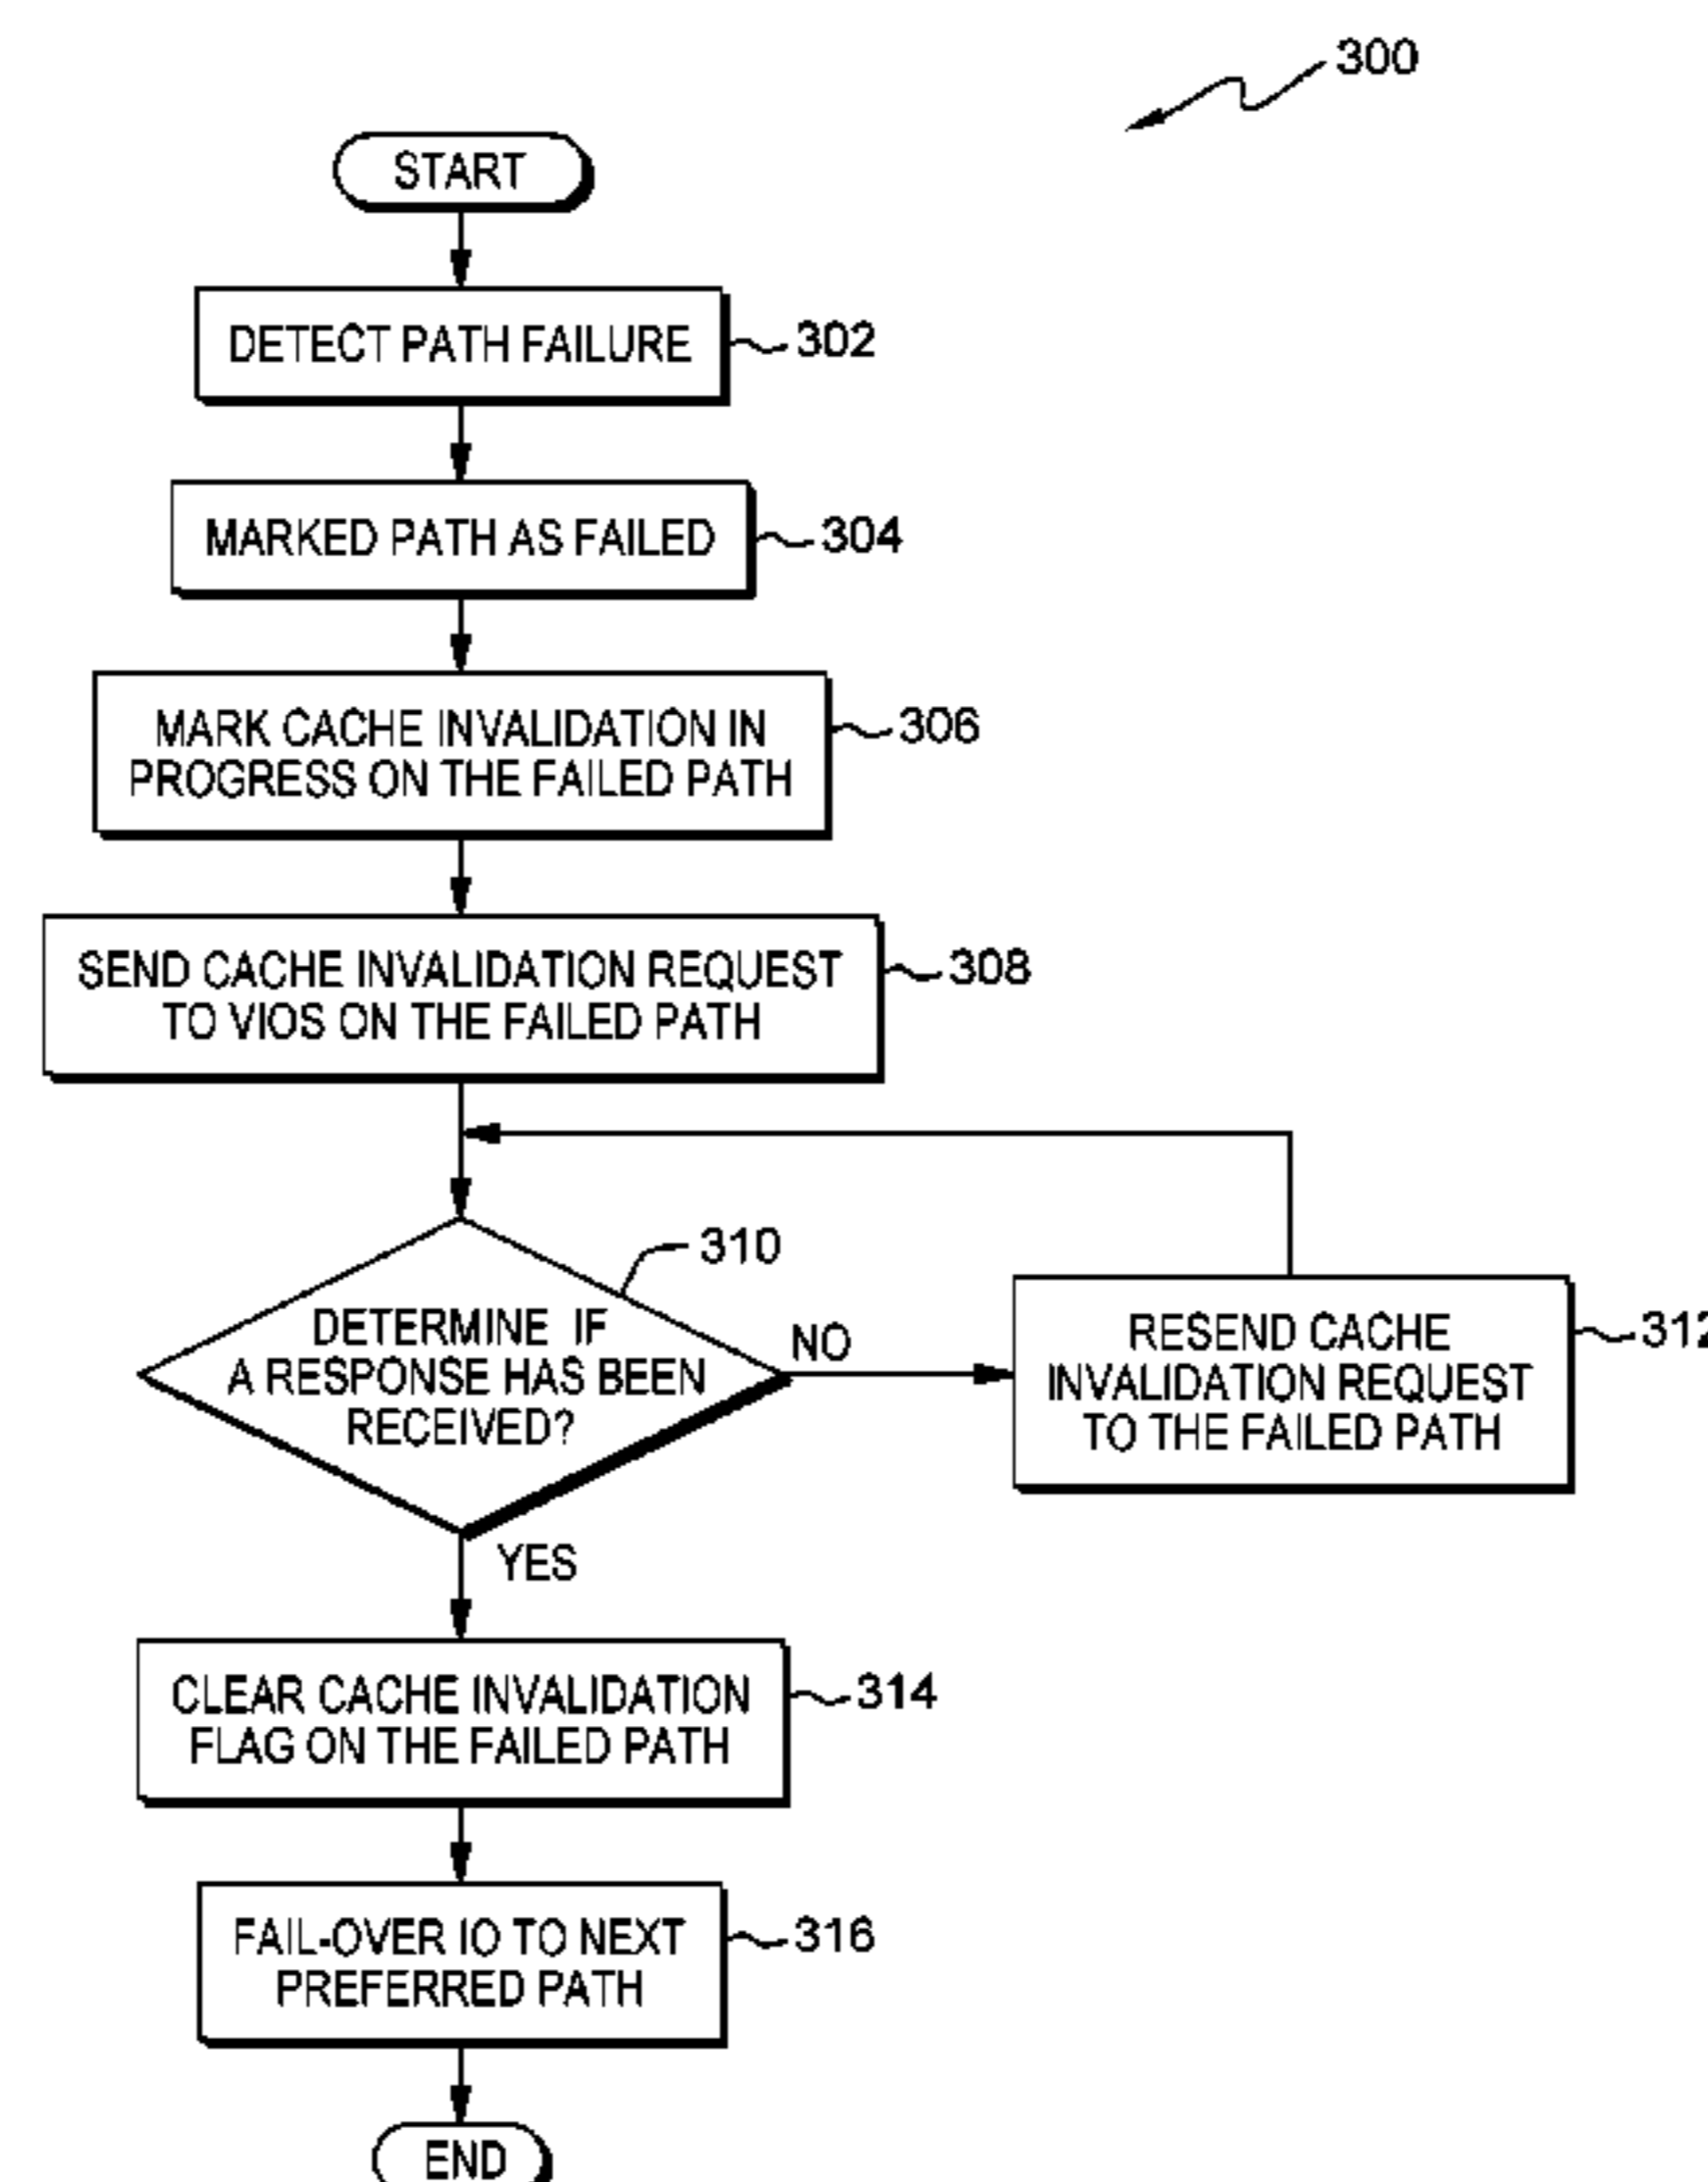 300
START
DETECT PATH FAILURE
302
MARKED PATH AS FAILED
304
MARK CACHE INVALIDATION IN
PROGRESS ON THE FAILED PATH
306
SEND CACHE INVALIDATION REQUEST
TO VIOS ON THE FAILED PATH
308
310
DETERMINE IF
A RESPONSE HAS BEEN
RECEIVED?
NO
RESEND CACHE
INVALIDATION REQUEST
TO THE FAILED PATH
312
YES
CLEAR CACHE INVALIDATION
FLAG ON THE FAILED PATH
314
FAIL-OVER IO TO NEXT
PREFERRED PATH
316
END